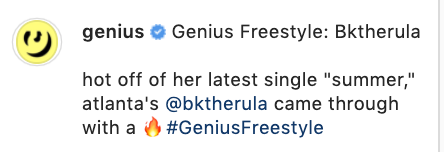 genius Genius Freestyle: Bktherula
hot off of her latest single "summer,"
atlanta's @bktherula came through
with a 🔥 #GeniusFreestyle